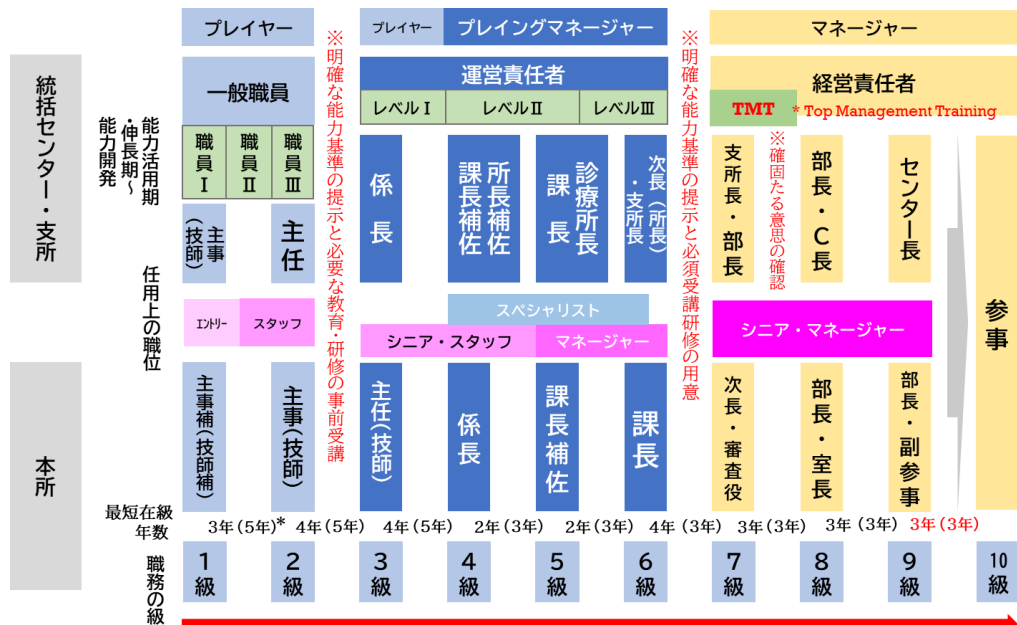 プレイヤー
プレイヤー
プレイングマネージャー
マネージャー
統括センター・支所
能力活用期
・伸長期～
能力開発
一般職員
職員Ⅰ
職員Ⅱ
職員Ⅲ
主事
(技師)
主任
※明確な能力基準の提示と必要な教育・研修の事前受講
運営責任者
レベルⅠ
レベルⅡ
レベルⅢ
係長
所長補佐
課長補佐
診療所長
課長
次長(所長)
・支所長
※明確な能力基準の提示と必須受講研修の用意
経営責任者
TMT
* Top Management Training
支所長・部長
※確固たる意思の確認
部長・C長
センター長
参事
任用上の職位
エントリー
スタッフ
スペシャリスト
シニア・スタッフ
マネージャー
シニア・マネージャー
本所
主事補(技師補)
主事(技師)
主任(技師)
係長
課長補佐
課長
次長・審査役
部長・室長
部長・副参事
最短在級
年数
3年(5年)*
4年(5年)
4年(5年)
2年(3年)
2年(3年)
4年(3年)
3年(3年)
3年(3年)
3年(3年)
職務の級
1級
2級
3級
4級
5級
6級
7級
8級
9級
10級